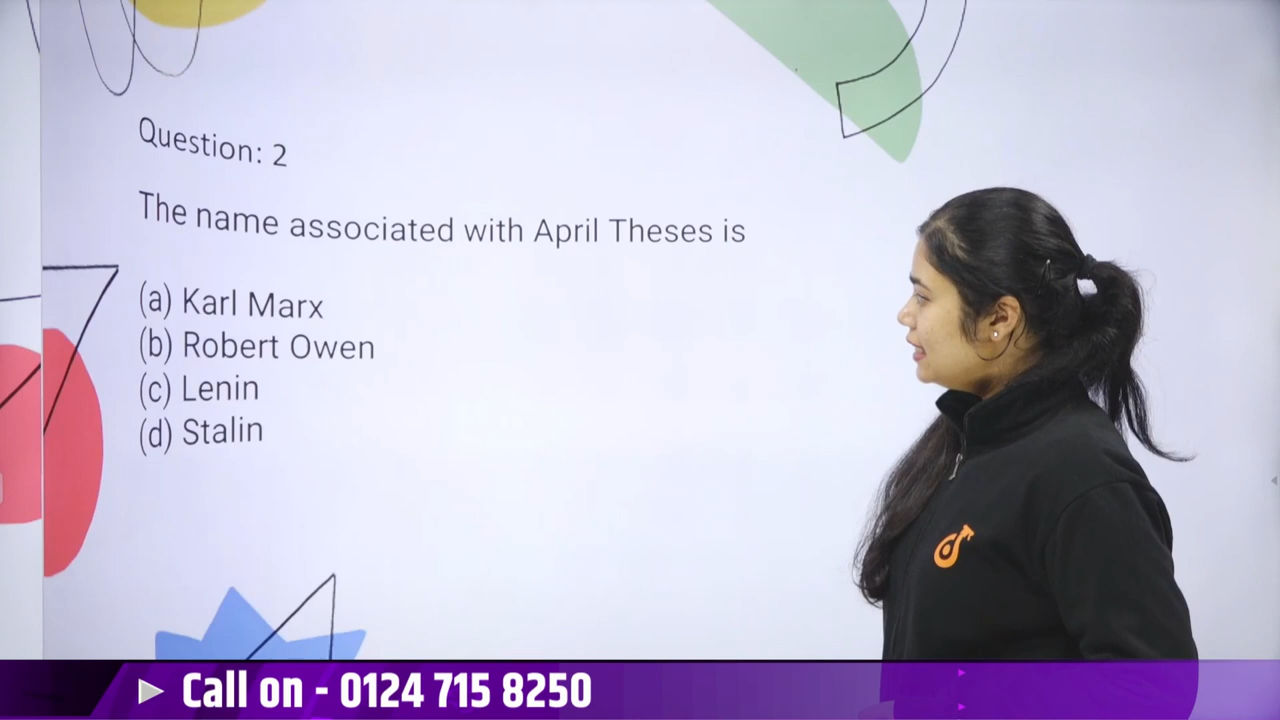 Question: 2
The name associated with April Theses is
(a) Karl Marx
(b) Robert Owen
(c) Lenin
(d) Stalin
Call on - 0124 715 8250